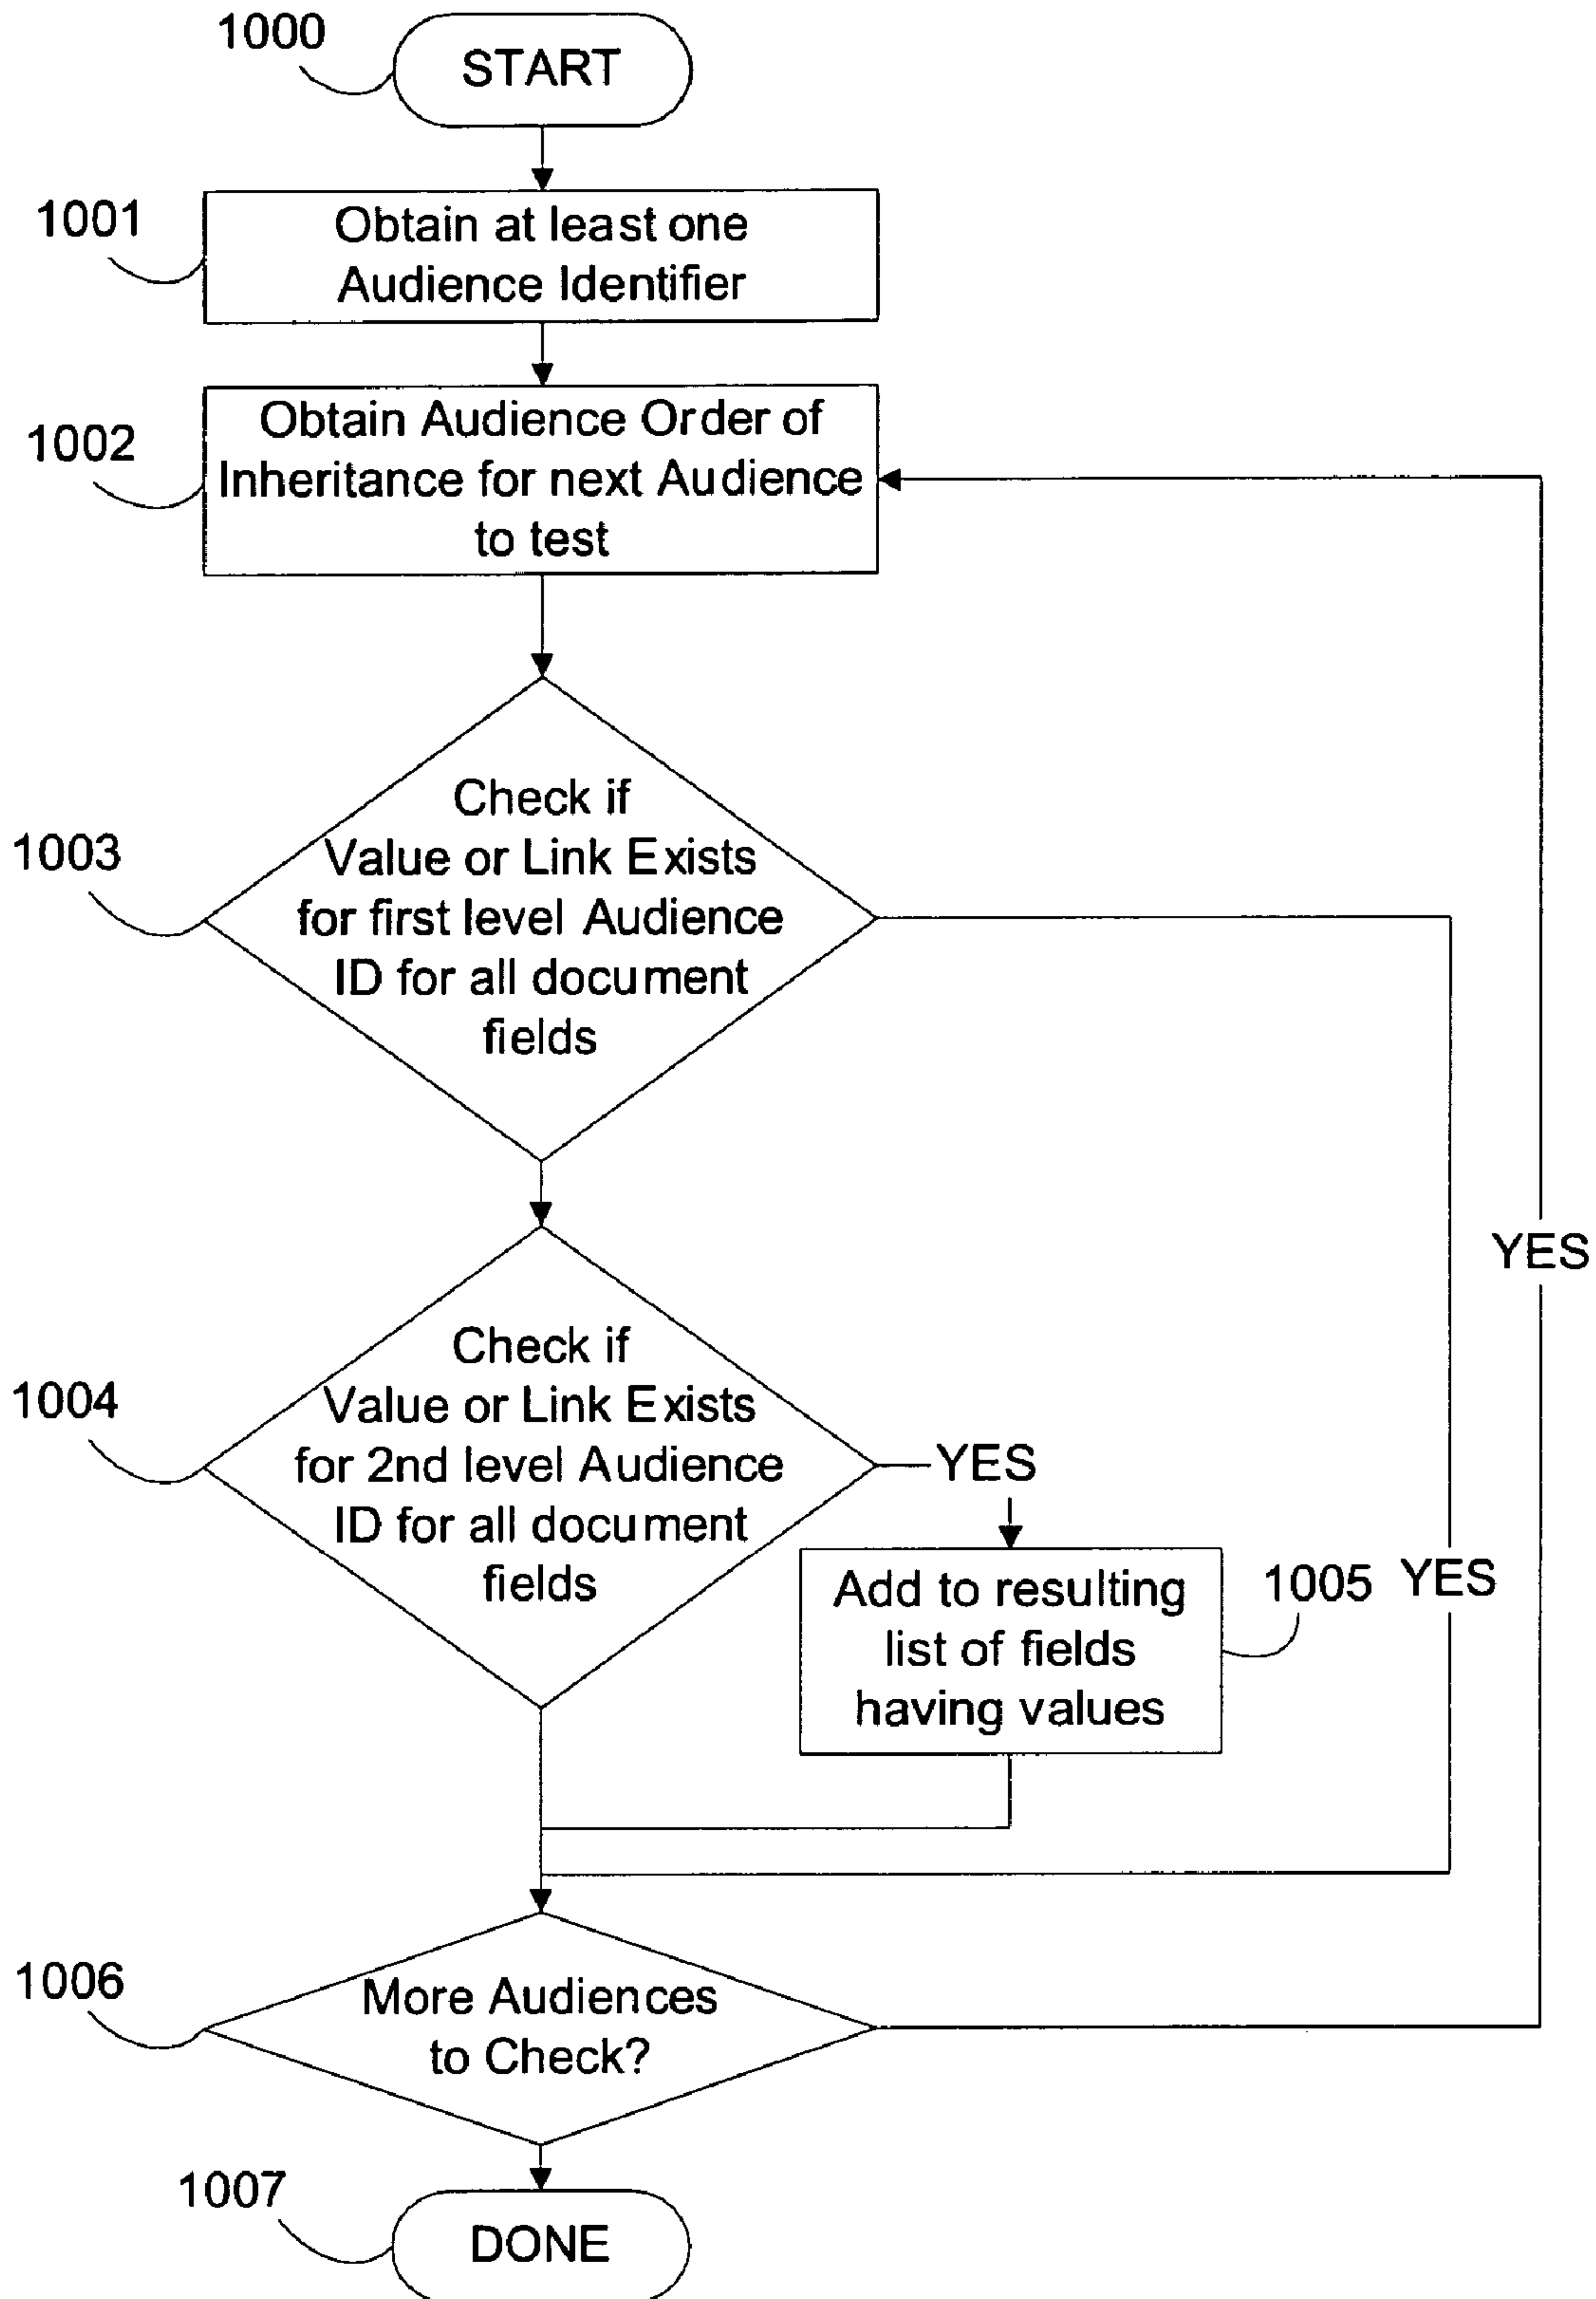 1000
START
1001
Obtain at least one
Audience Identifier
1002
Obtain Audience Order of
Inheritance for next Audience
to test
1003
Check if
Value or Link Exists
for first level Audience
ID for all document
fields
YES
1004
Check if
Value or Link Exists
for 2nd level Audience
ID for all document
fields
YES
Add to resulting
list of fields
having values
1005
YES
1006
More Audiences
to Check?
1007
DONE